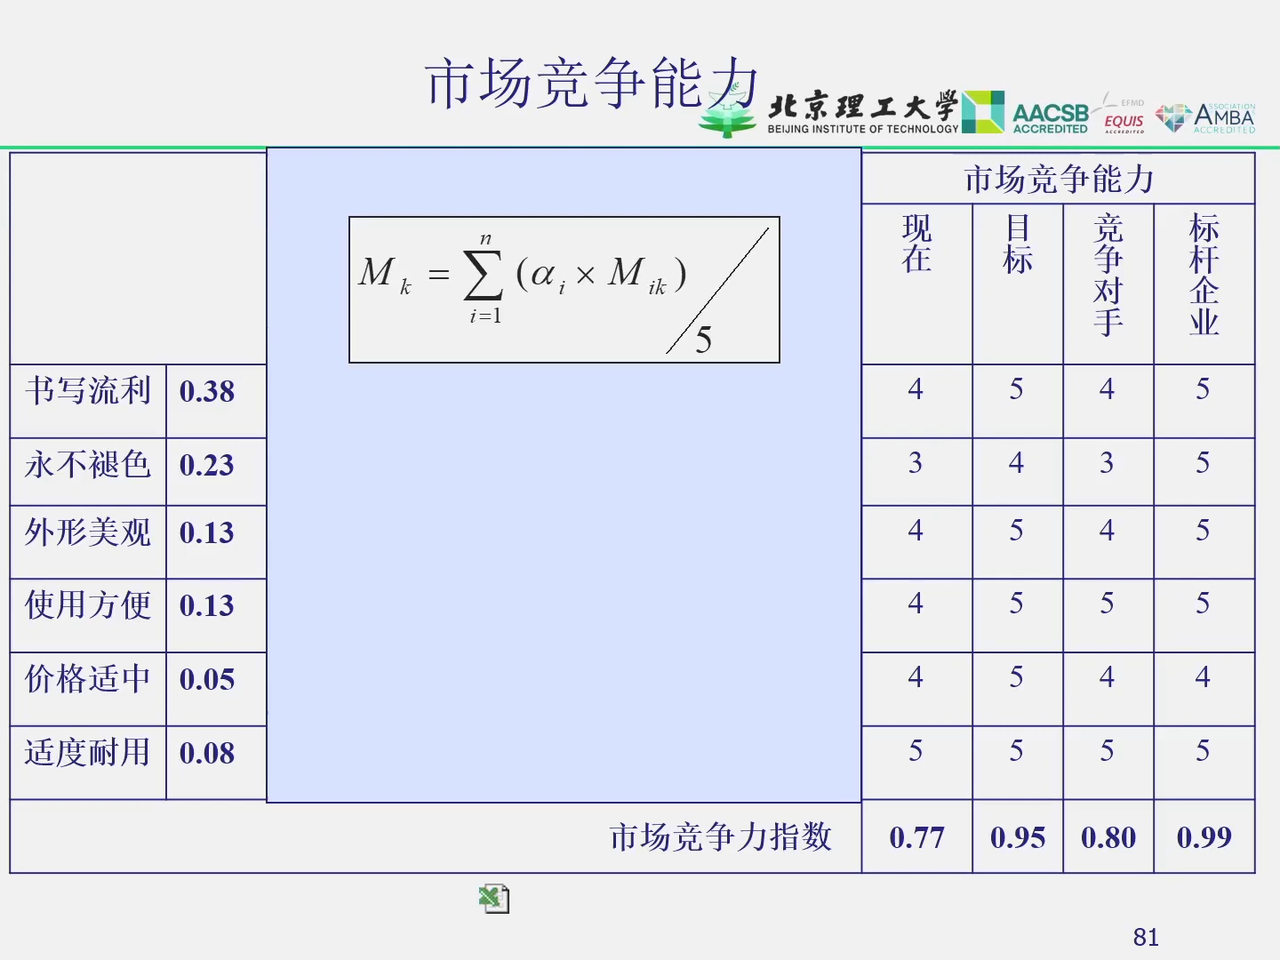 市场竞争能力
北京理工大学
BEIJING INSTITUTE OF TECHNOLOGY
AACSB
ACCREDITED
EFMD
EQUIS
ACCREDITED
ASSOCIATION
AMBA
ACCREDITED
M_k = \sum_{i=1}^{n} (α_i × M_ik) / 5
市场竞争能力
现在 目标 竞争对手 标杆企业
书写流利 0.38 4 5 4 5
永不褪色 0.23 3 4 3 5
外形美观 0.13 4 5 4 5
使用方便 0.13 4 5 5 5
价格适中 0.05 4 5 4 4
适度耐用 0.08 5 5 5 5
市场竞争力指数 0.77 0.95 0.80 0.99
81